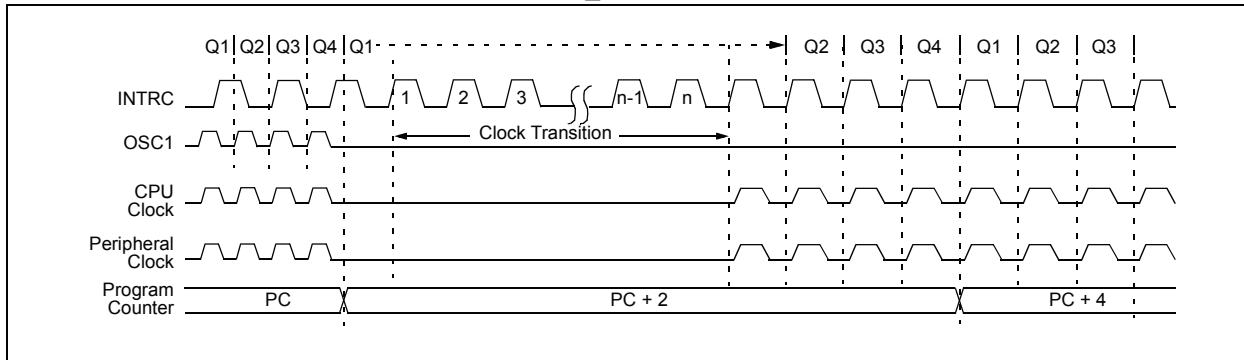 Q1 Q2 Q3 Q4 Q1 Q2 Q3 Q4 Q1 Q2 Q3
INTRC
1 2 3 n-1 n
Clock Transition
OSC1
CPU
Clock
Peripheral
Clock
Program
Counter
PC PC + 2 PC + 4